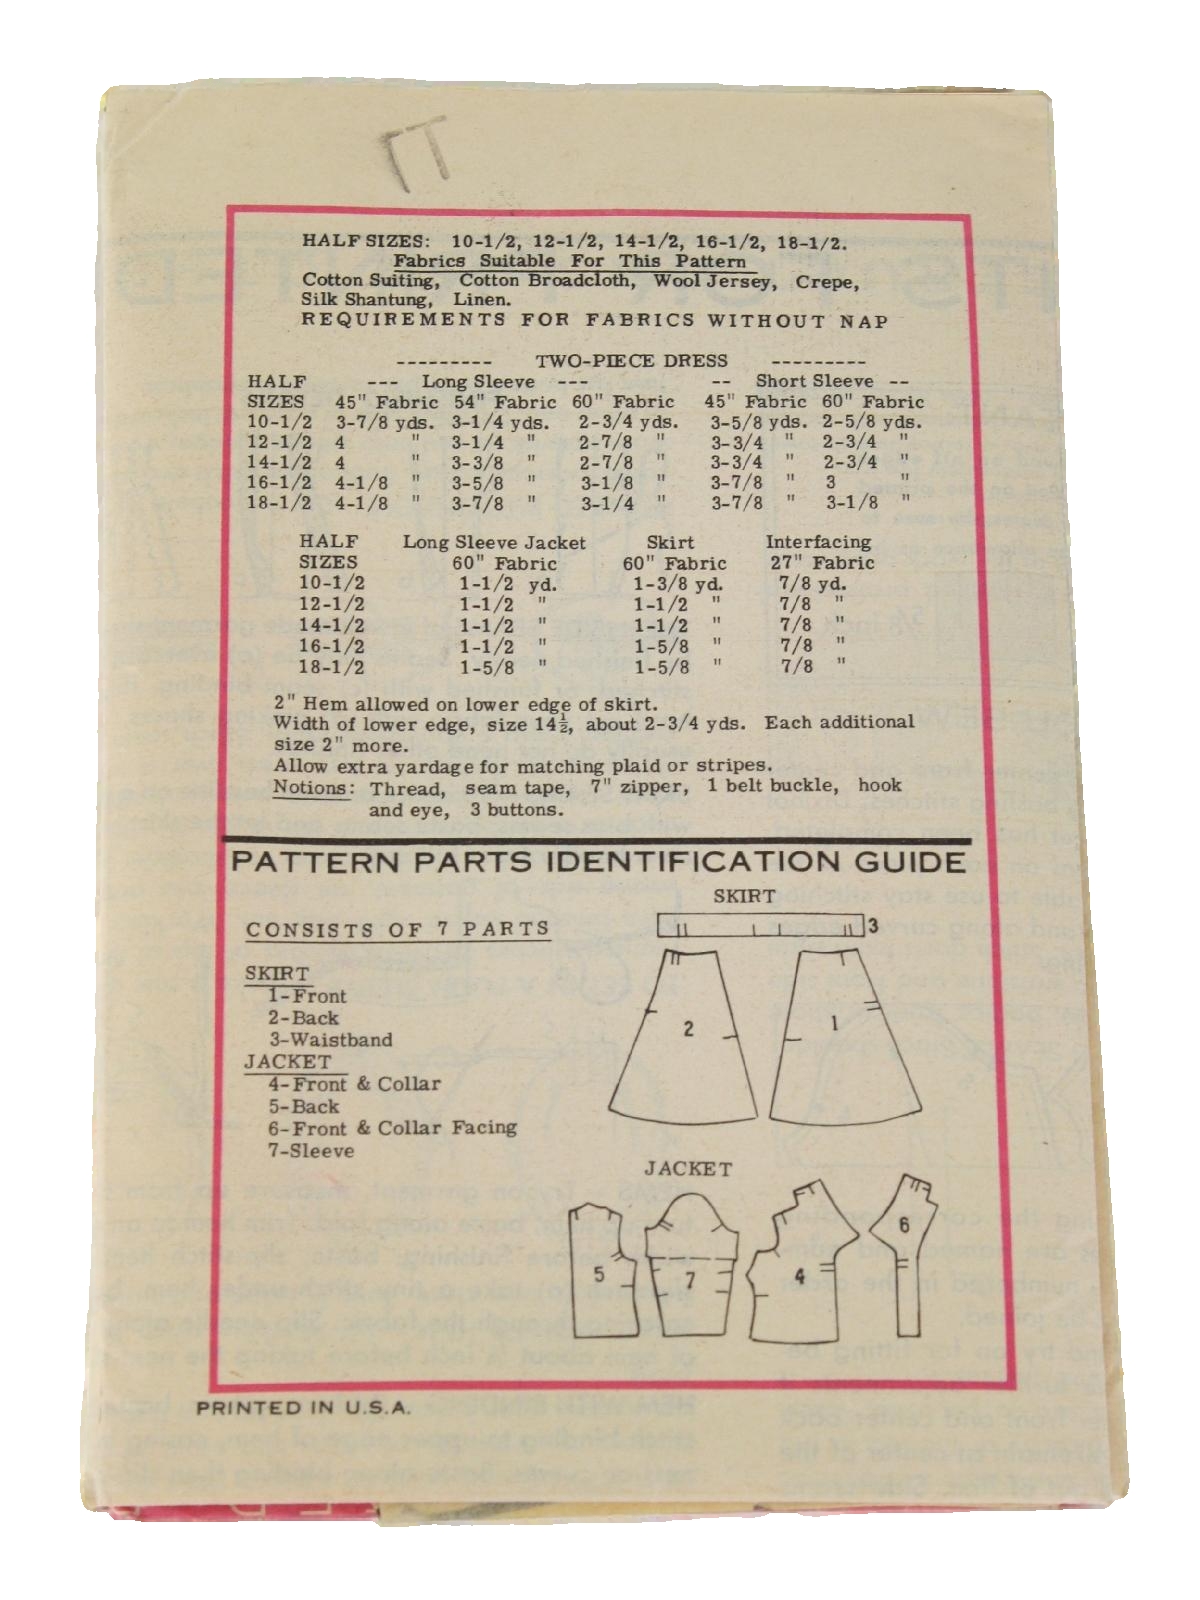 TT
HALF SIZES: 10-1/2, 12-1/2, 14-1/2, 16-1/2, 18-1/2.
Fabrics Suitable For This Pattern
Cotton Suiting, Cotton Broadcloth, Wool Jersey, Crepe,
Silk Shantung, Linen.
REQUIREMENTS FOR FABRICS WITHOUT NAP
--------- TWO-PIECE DRESS ---------
HALF --- Long Sleeve --- -- Short Sleeve --
SIZES 45" Fabric 54" Fabric 60" Fabric 45" Fabric 60" Fabric
10-1/2 3-7/8 yds. 3-1/4 yds. 2-3/4 yds. 3-5/8 yds. 2-5/8 yds.
12-1/2 4 " 3-1/4 " 2-7/8 " 3-3/4 " 2-3/4 "
14-1/2 4 " 3-3/8 " 2-7/8 " 3-3/4 " 2-3/4 "
16-1/2 4-1/8 " 3-5/8 " 3-1/8 " 3-7/8 " 3 "
18-1/2 4-1/8 " 3-7/8 " 3-1/4 " 3-7/8 " 3-1/8 "
HALF Long Sleeve Jacket Skirt Interfacing
SIZES 60" Fabric 60" Fabric 27" Fabric
10-1/2 1-1/2 yd. 1-3/8 yd. 7/8 yd.
12-1/2 1-1/2 " 1-1/2 " 7/8 "
14-1/2 1-1/2 " 1-1/2 " 7/8 "
16-1/2 1-1/2 " 1-5/8 " 7/8 "
18-1/2 1-5/8 " 1-5/8 " 7/8 "
2" Hem allowed on lower edge of skirt.
Width of lower edge, size 14½, about 2-3/4 yds. Each additional
size 2" more.
Allow extra yardage for matching plaid or stripes.
Notions: Thread, seam tape, 7" zipper, 1 belt buckle, hook
and eye, 3 buttons.
PATTERN PARTS IDENTIFICATION GUIDE
CONSISTS OF 7 PARTS
SKIRT
1-Front
2-Back
3-Waistband
JACKET
4-Front & Collar
5-Back
6-Front & Collar Facing
7-Sleeve
SKIRT
3
2
1
JACKET
5
7
4
6
PRINTED IN U.S.A.